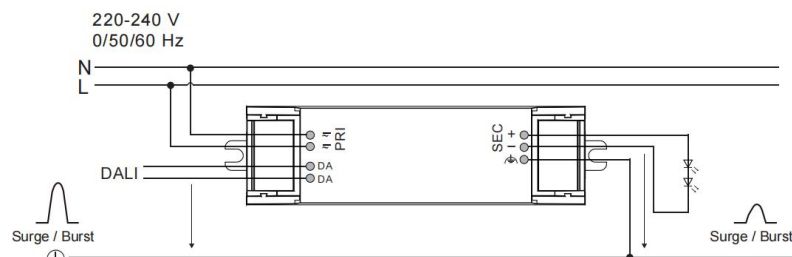 220-240 V
0/50/60 Hz
N
L
PRI
SEC
+
−
DA
DA
DALI
Surge / Burst
Surge / Burst